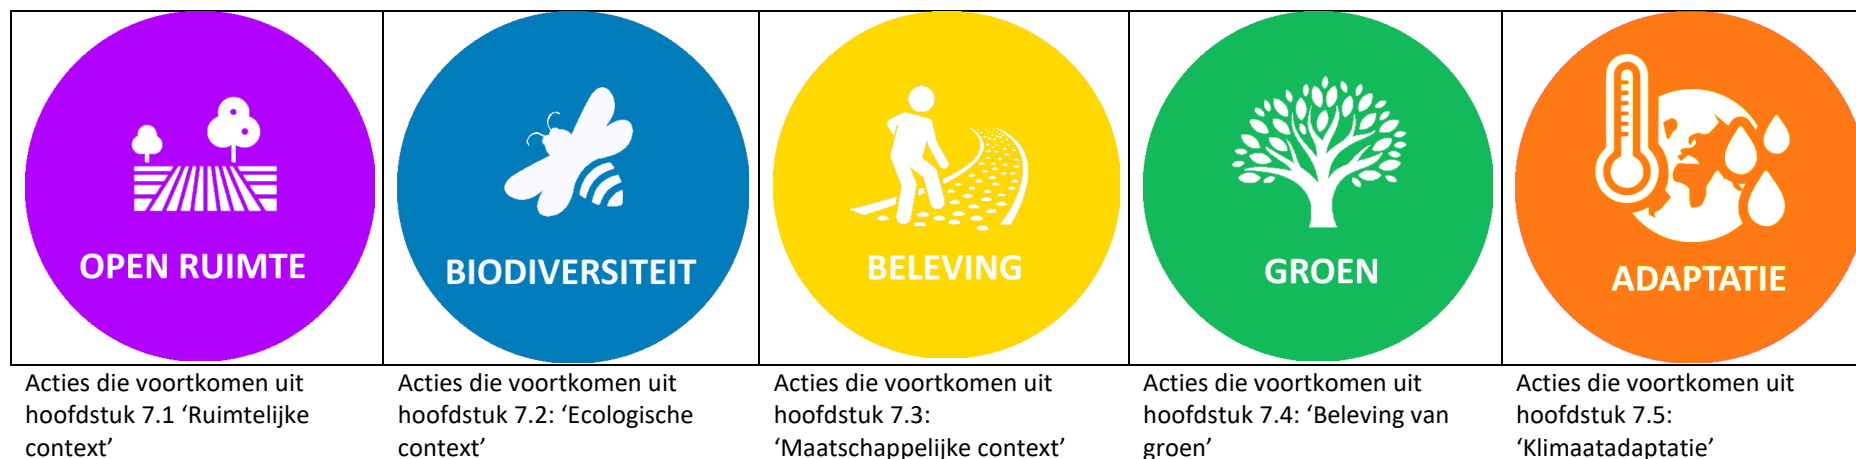 OPEN RUIMTE
BIODIVERSITEIT
BELEVING
GROEN
ADAPTATIE
Acties die voortkomen uit
hoofdstuk 7.1 ‘Ruimtelijke
context’
Acties die voortkomen uit
hoofdstuk 7.2: ‘Ecologische
context’
Acties die voortkomen uit
hoofdstuk 7.3:
‘Maatschappelijke context’
Acties die voortkomen uit
hoofdstuk 7.4: ‘Beleving van
groen’
Acties die voortkomen uit
hoofdstuk 7.5:
‘Klimaatadaptatie’